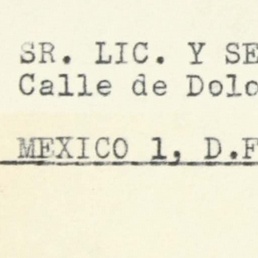 SR. LIC. Y SE
Calle de Dolo
MEXICO 1, D.F